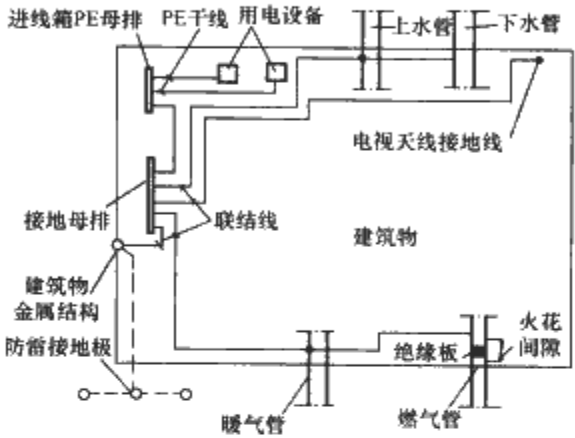 进线箱PE母排
PE干线
用电设备
上水管
下水管
电视天线接地线
接地母排
联结线
建筑物
建筑物
金属结构
防雷接地极
绝缘板
火花
间隙
暖气管
燃气管